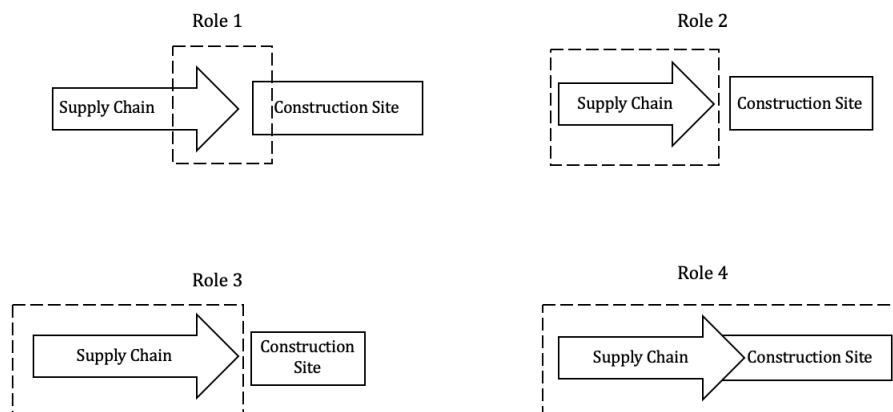 Role 1
Role 2
Supply Chain
Construction Site
Supply Chain
Construction Site
Role 3
Role 4
Supply Chain
Construction
Site
Supply Chain
Construction Site